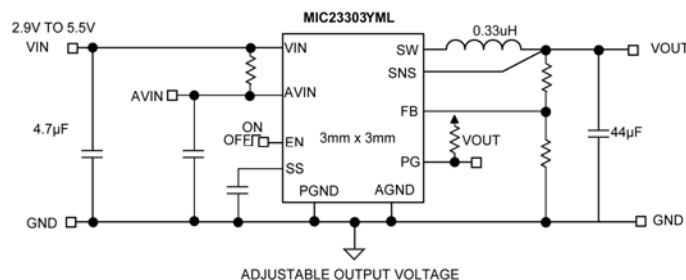 MIC23303YML
2.9V TO 5.5V
VIN
VIN
SW
0.33uH
VOUT
SNS
AVIN
AVIN
FB
4.7µF
ON
OFF
EN
3mm x 3mm
VOUT
44µF
SS
PG
PGND
AGND
GND
GND
ADJUSTABLE OUTPUT VOLTAGE